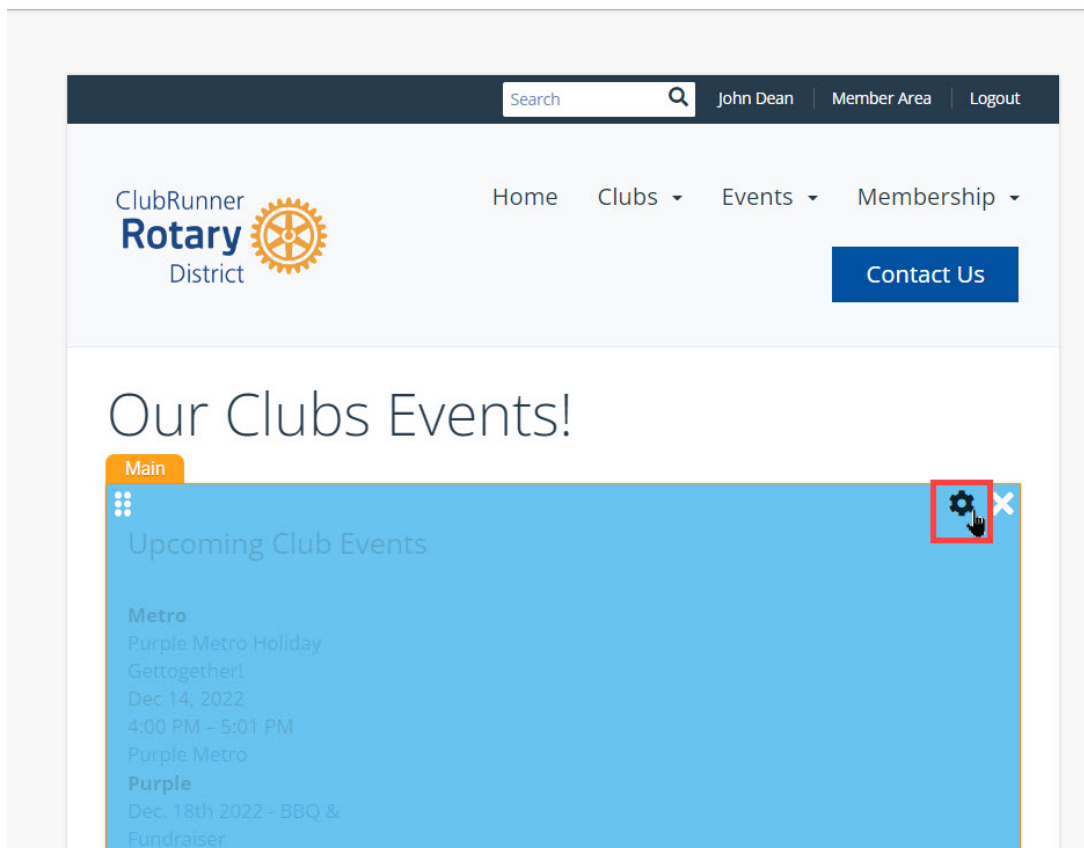 Search
John Dean
Member Area
Logout
ClubRunner
Rotary
District
Home
Clubs
Events
Membership
Contact Us
Our Clubs Events!
Main
Upcoming Club Events
Metro
Purple Metro Holiday
Gettogether!
Dec 14, 2022
4:00 PM – 5:01 PM
Purple Metro
Purple
Dec. 18th 2022 - BBQ &
Fundraiser